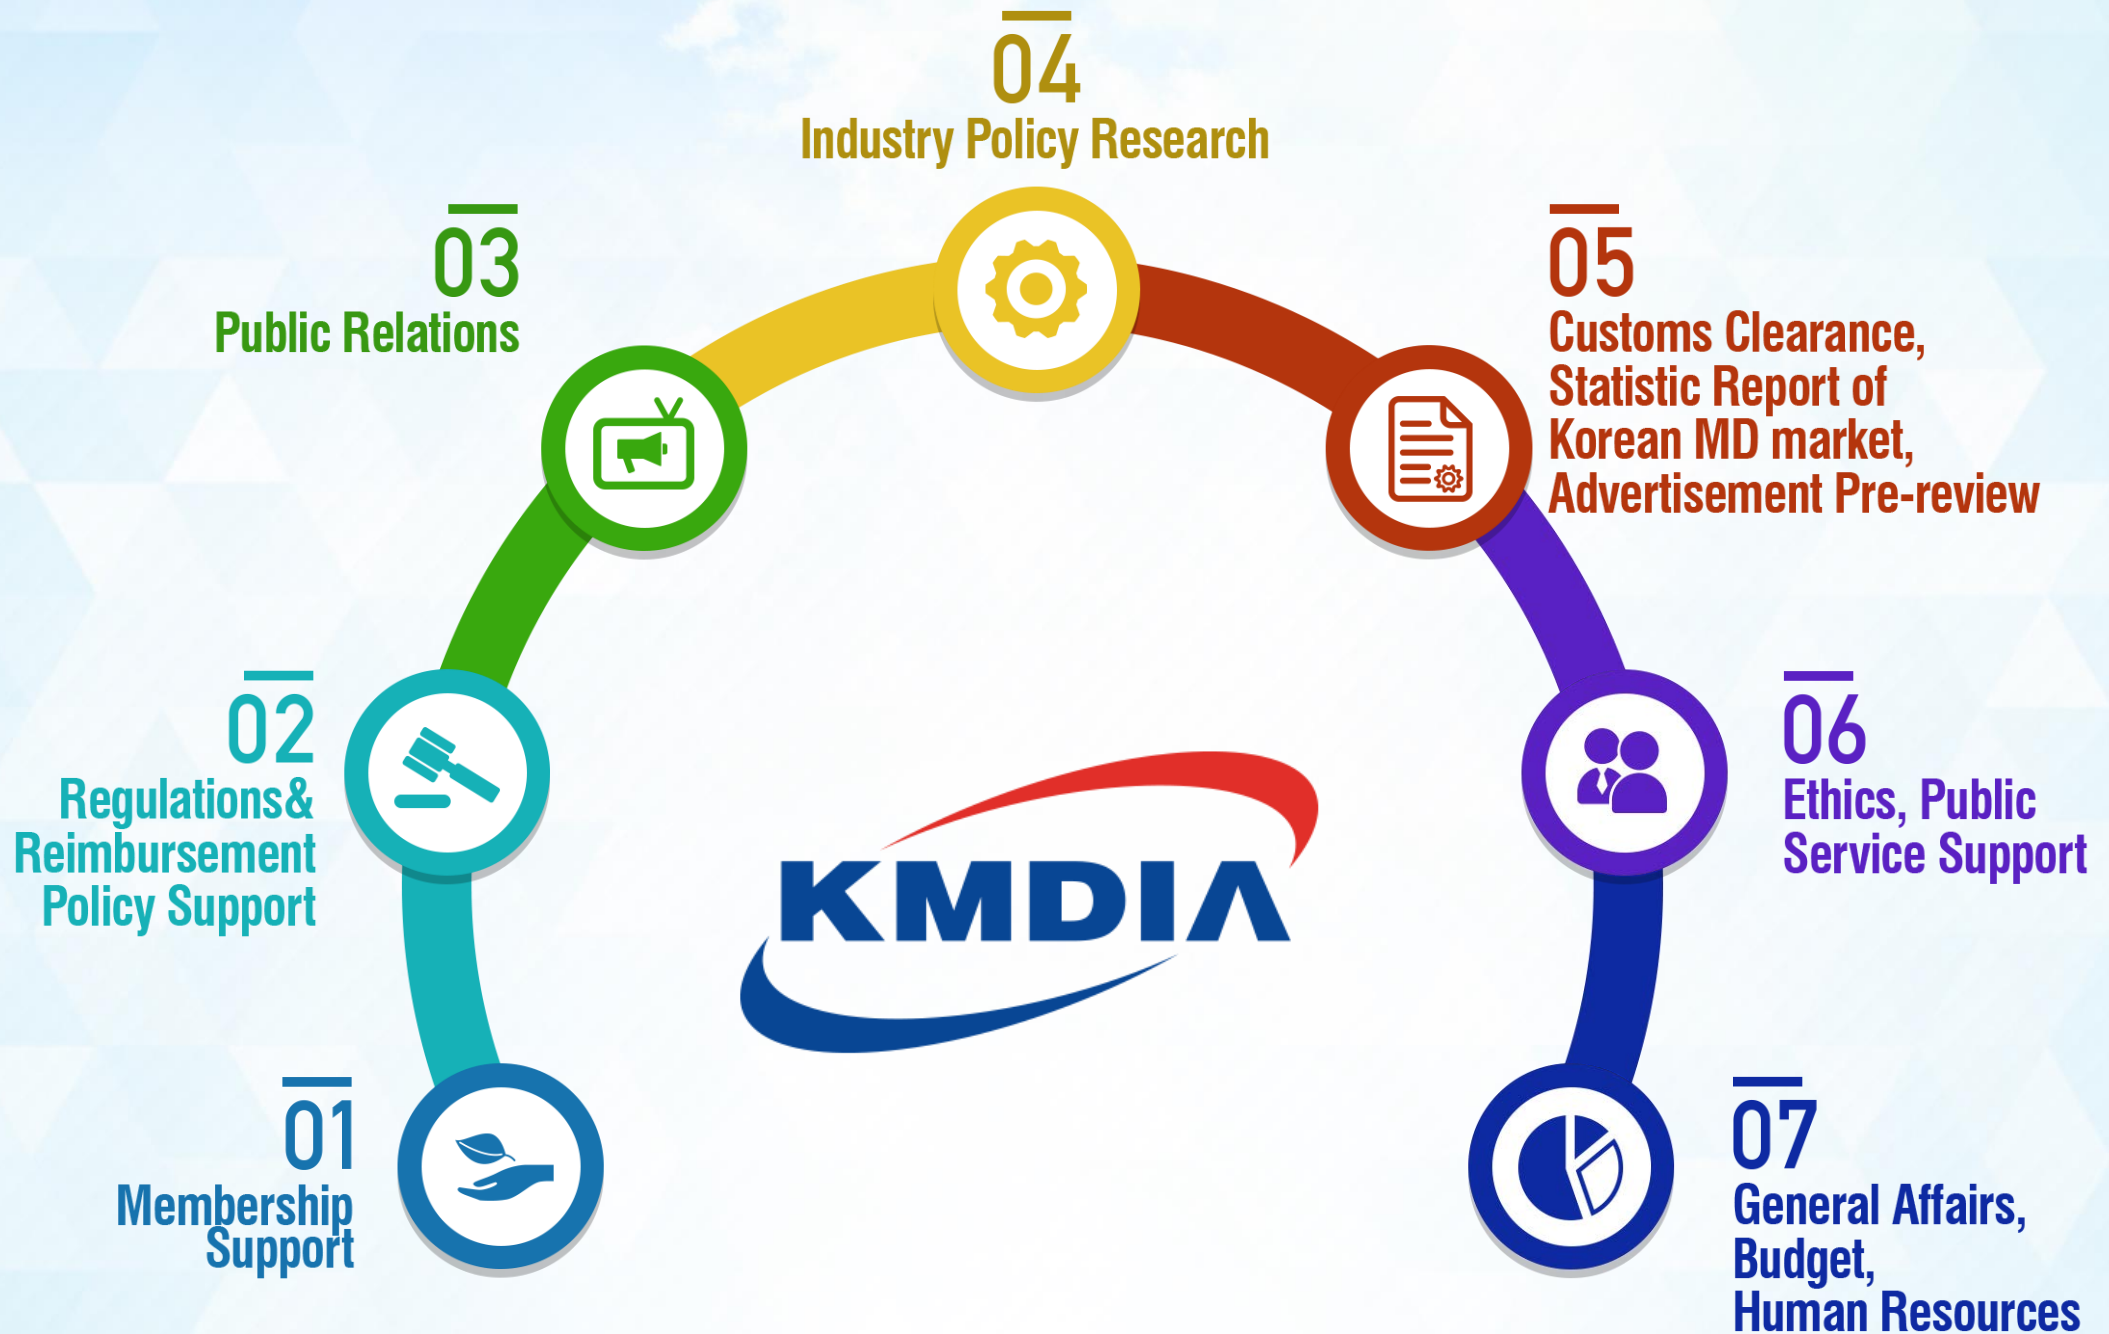 04
Industry Policy Research
03
Public Relations
05
Customs Clearance,
Statistic Report of
Korean MD market,
Advertisement Pre-review
02
Regulations&
Reimbursement
Policy Support
06
Ethics, Public
Service Support
KMDIA
01
Membership
Support
07
General Affairs,
Budget,
Human Resources